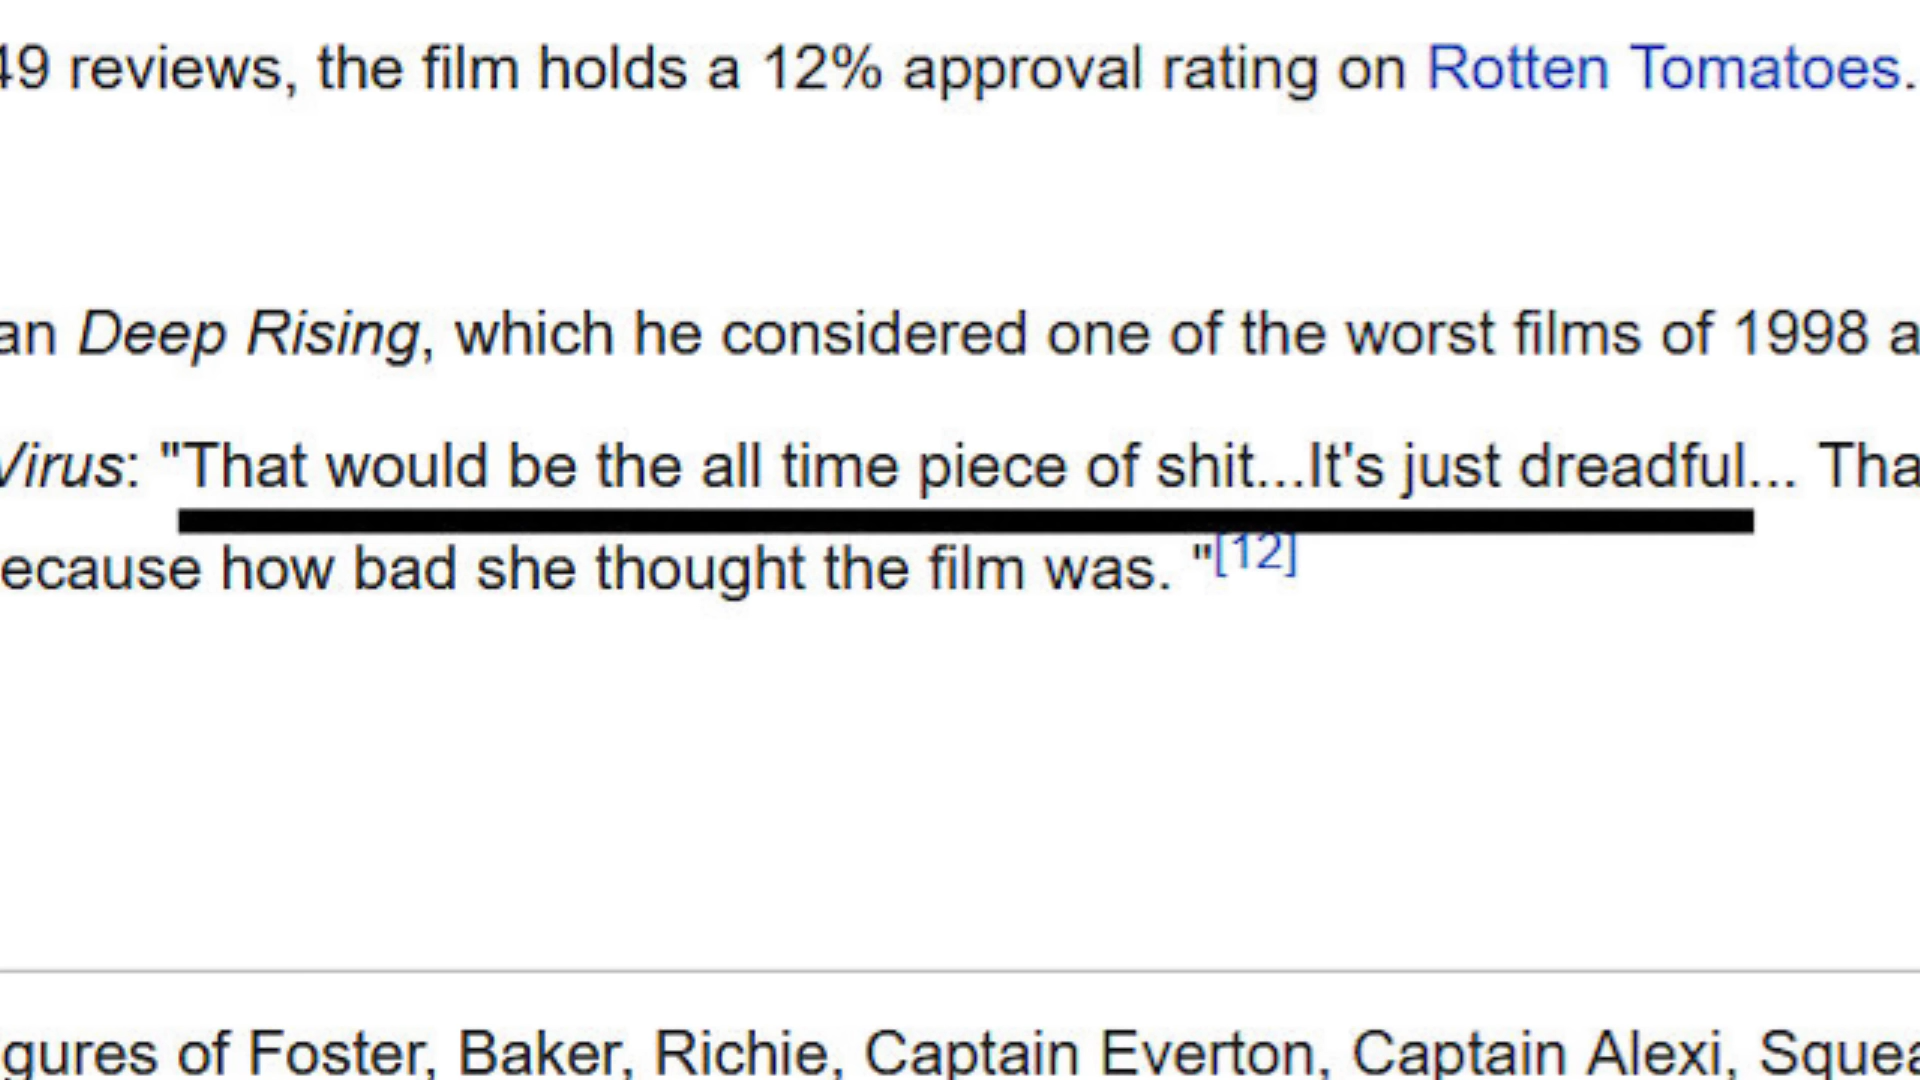 49 reviews, the film holds a 12% approval rating on Rotten Tomatoes.
an Deep Rising, which he considered one of the worst films of 1998 a
Virus: "That would be the all time piece of shit...It's just dreadful... Tha
ecause how bad she thought the film was. "[12]
gures of Foster, Baker, Richie, Captain Everton, Captain Alexi, Squea